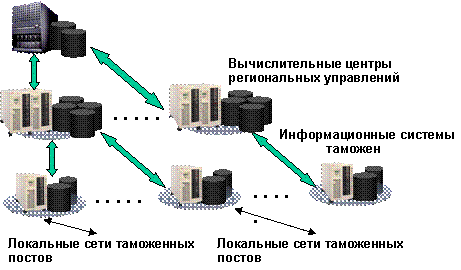 Вычислительные центры
региональных управлений
Информационные системы
таможен
Локальные сети таможенных
постов
Локальные сети таможенных
постов